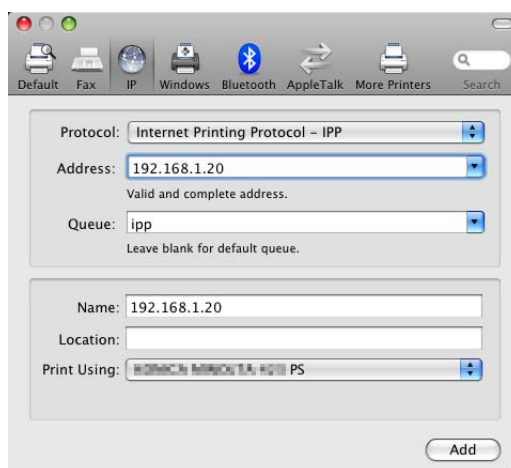 Default Fax IP Windows Bluetooth AppleTalk More Printers Search
Protocol: Internet Printing Protocol – IPP
Address: 192.168.1.20
Valid and complete address.
Queue: ipp
Leave blank for default queue.
Name: 192.168.1.20
Location:
Print Using: PS
Add